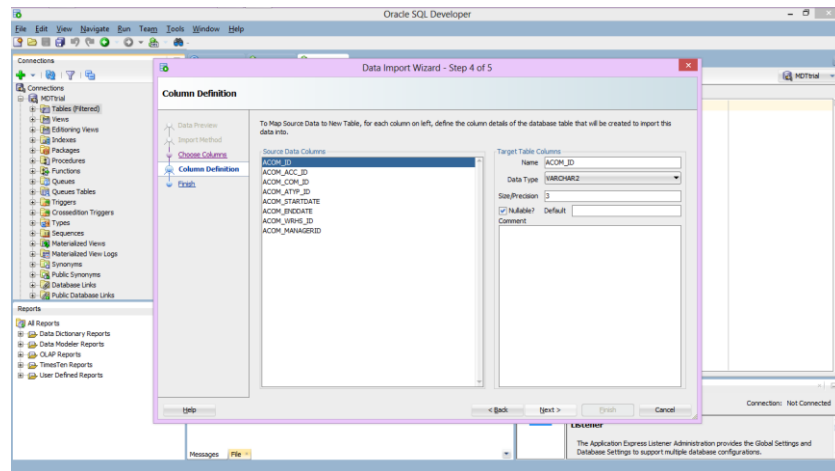 Oracle SQL Developer
File Edit View Navigate Run Team Tools Window Help
Connections
MDTtrial
Connections
MDTtrial
Tables (Filtered)
Views
Editioning Views
Indexes
Packages
Procedures
Functions
Queues
Queues Tables
Triggers
Crossedition Triggers
Types
Sequences
Materialized Views
Materialized View Logs
Synonyms
Public Synonyms
Database Links
Public Database Links
Reports
All Reports
Data Dictionary Reports
Data Modeler Reports
OLAP Reports
TimesTen Reports
User Defined Reports
Data Import Wizard - Step 4 of 5
Column Definition
Data Preview
Import Method
Choose Columns
Column Definition
Finish
To Map Source Data to New Table, for each column on left, define the column details of the database table that will be created to import this
data into.
Source Data Columns
ACOM_ID
ACOM_ACC_ID
ACOM_COM_ID
ACOM_ATYP_ID
ACOM_STARTDATE
ACOM_ENDDATE
ACOM_WRHS_ID
ACOM_MANAGERID
Target Table Columns
Name ACOM_ID
Data Type VARCHAR2
Size/Precision 3
Nullable? Default
Comment
Help < Back Next > Finish Cancel
Connection: Not Connected
Messages File
Listener
The Application Express Listener Administration provides the Global Settings and
Database Settings to support multiple database configurations.